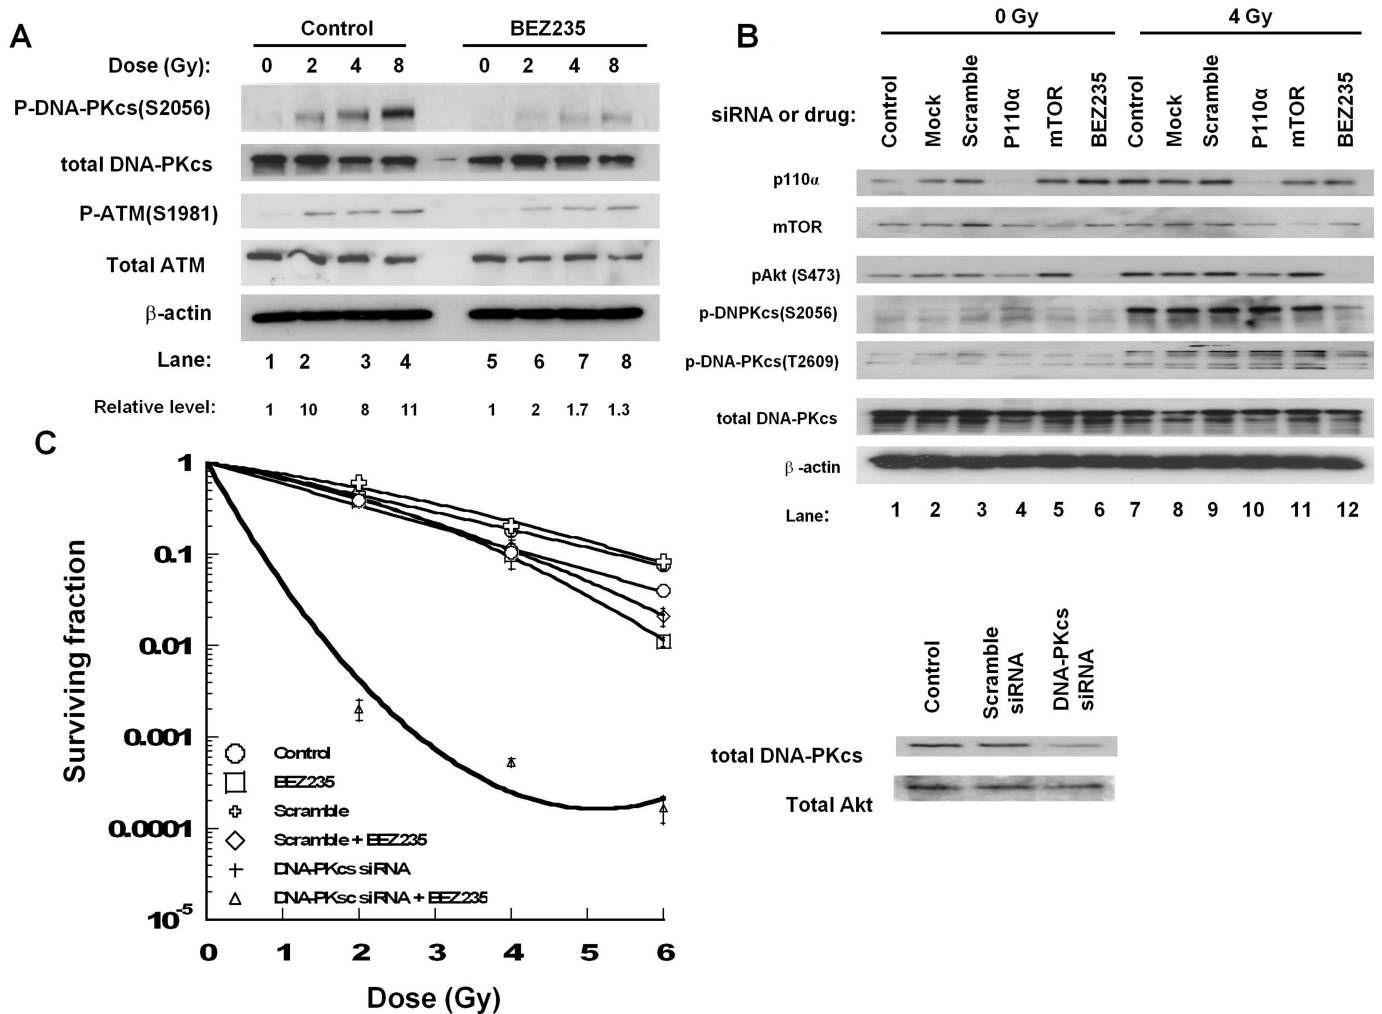 A
Control
BEZ235
Dose (Gy):
0 2 4 8 0 2 4 8
P-DNA-PKcs(S2056)
total DNA-PKcs
P-ATM(S1981)
Total ATM
β-actin
Lane:
1 2 3 4 5 6 7 8
Relative level:
1 10 8 11 1 2 1.7 1.3
B
0 Gy
4 Gy
siRNA or drug:
Control
Mock
Scramble
P110α
mTOR
BEZ235
Control
Mock
Scramble
P110α
mTOR
BEZ235
p110α
mTOR
pAkt (S473)
p-DNPKcs(S2056)
p-DNA-PKcs(T2609)
total DNA-PKcs
β -actin
Lane:
1 2 3 4 5 6 7 8 9 10 11 12
C
Surviving fraction
1
0.1
0.01
0.001
0.0001
10-5
0 1 2 3 4 5 6
Dose (Gy)
Control
BEZ235
Scramble
Scramble + BEZ235
DNA-PKcs siRNA
DNA-PKsc siRNA + BEZ235
Control
Scramble
siRNA
DNA-PKcs
siRNA
total DNA-PKcs
Total Akt